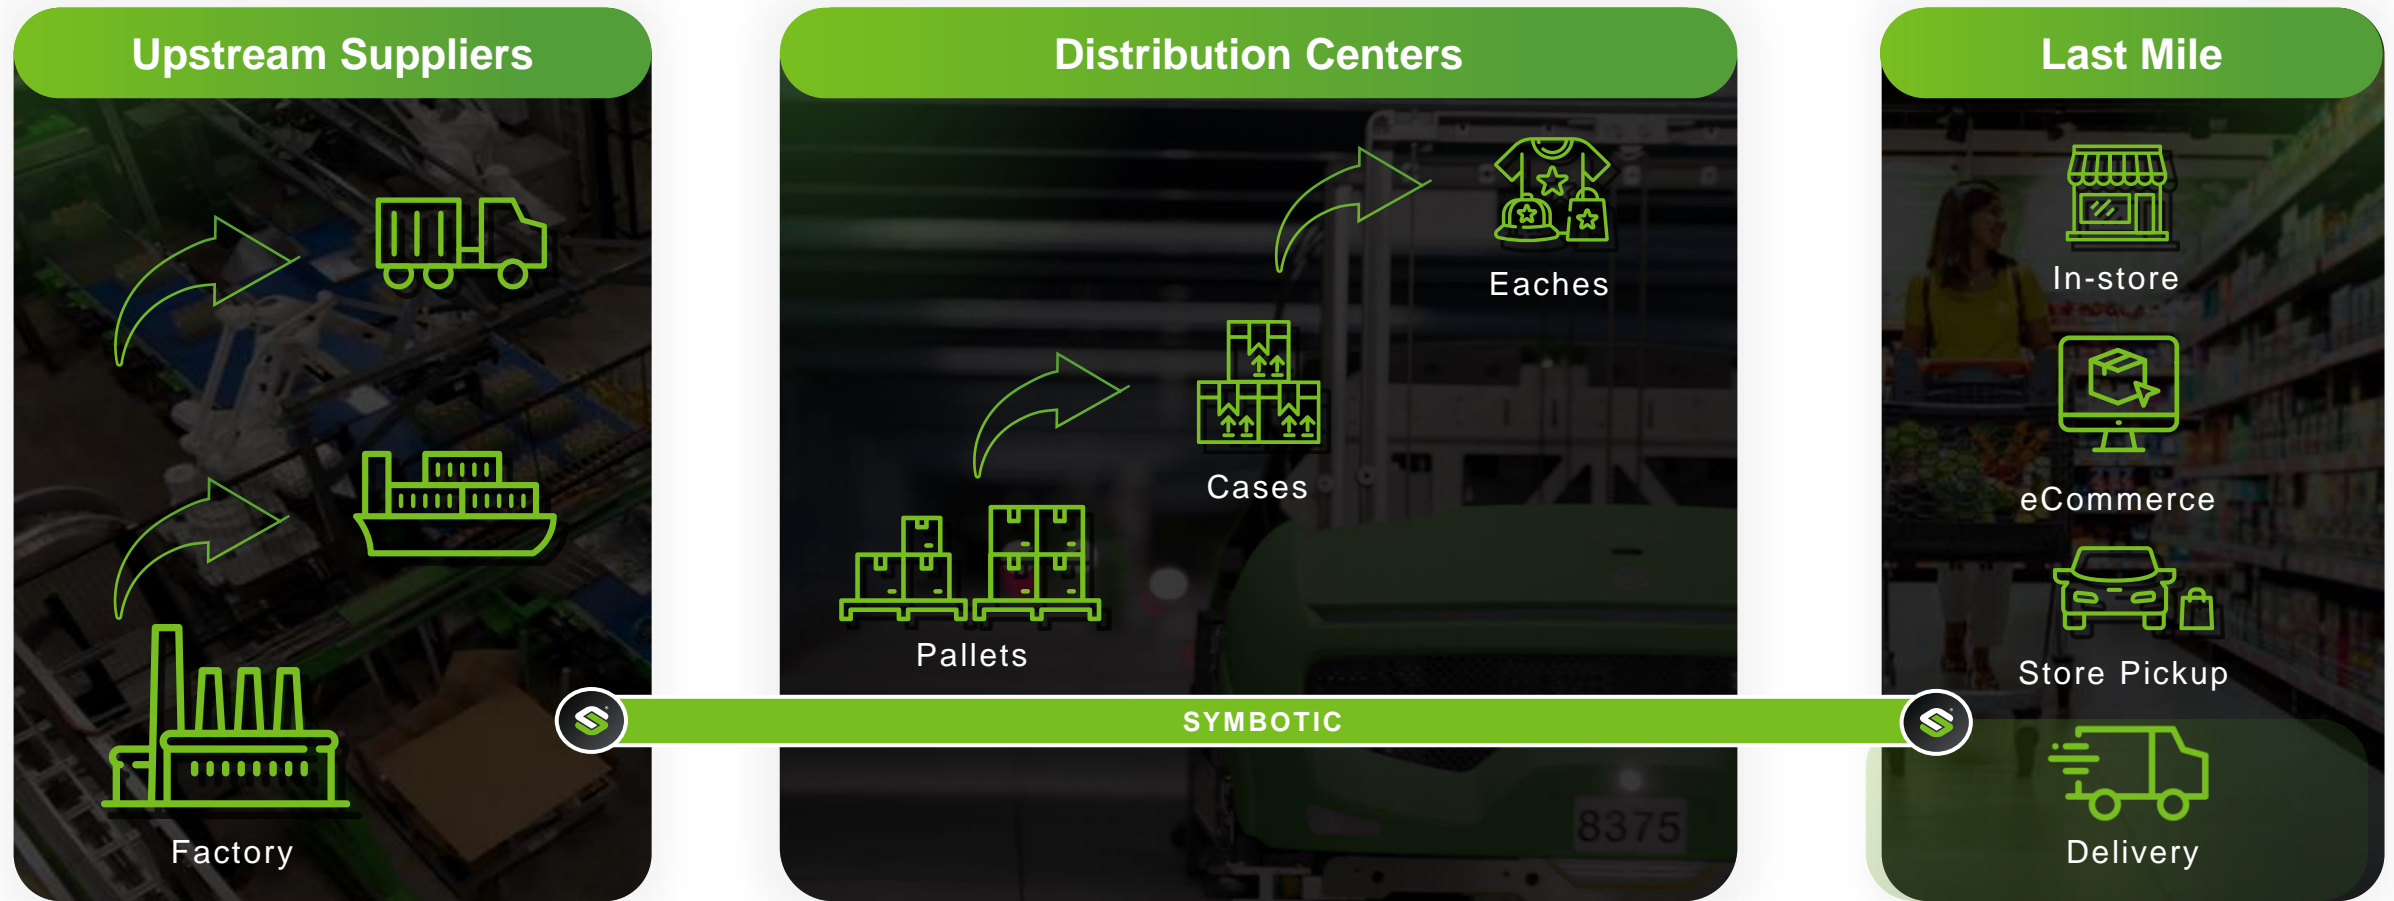 Upstream Suppliers
Factory
Distribution Centers
Eaches
Cases
Pallets
SYMBOTIC
8375
Last Mile
In-store
eCommerce
Store Pickup
Delivery